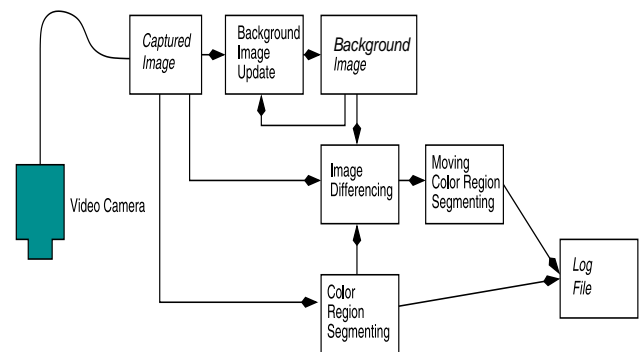 Captured
Image
Background
Image
Update
Background
Image
Image
Differencing
Moving
Color Region
Segmenting
Video Camera
Log
File
Color
Region
Segmenting